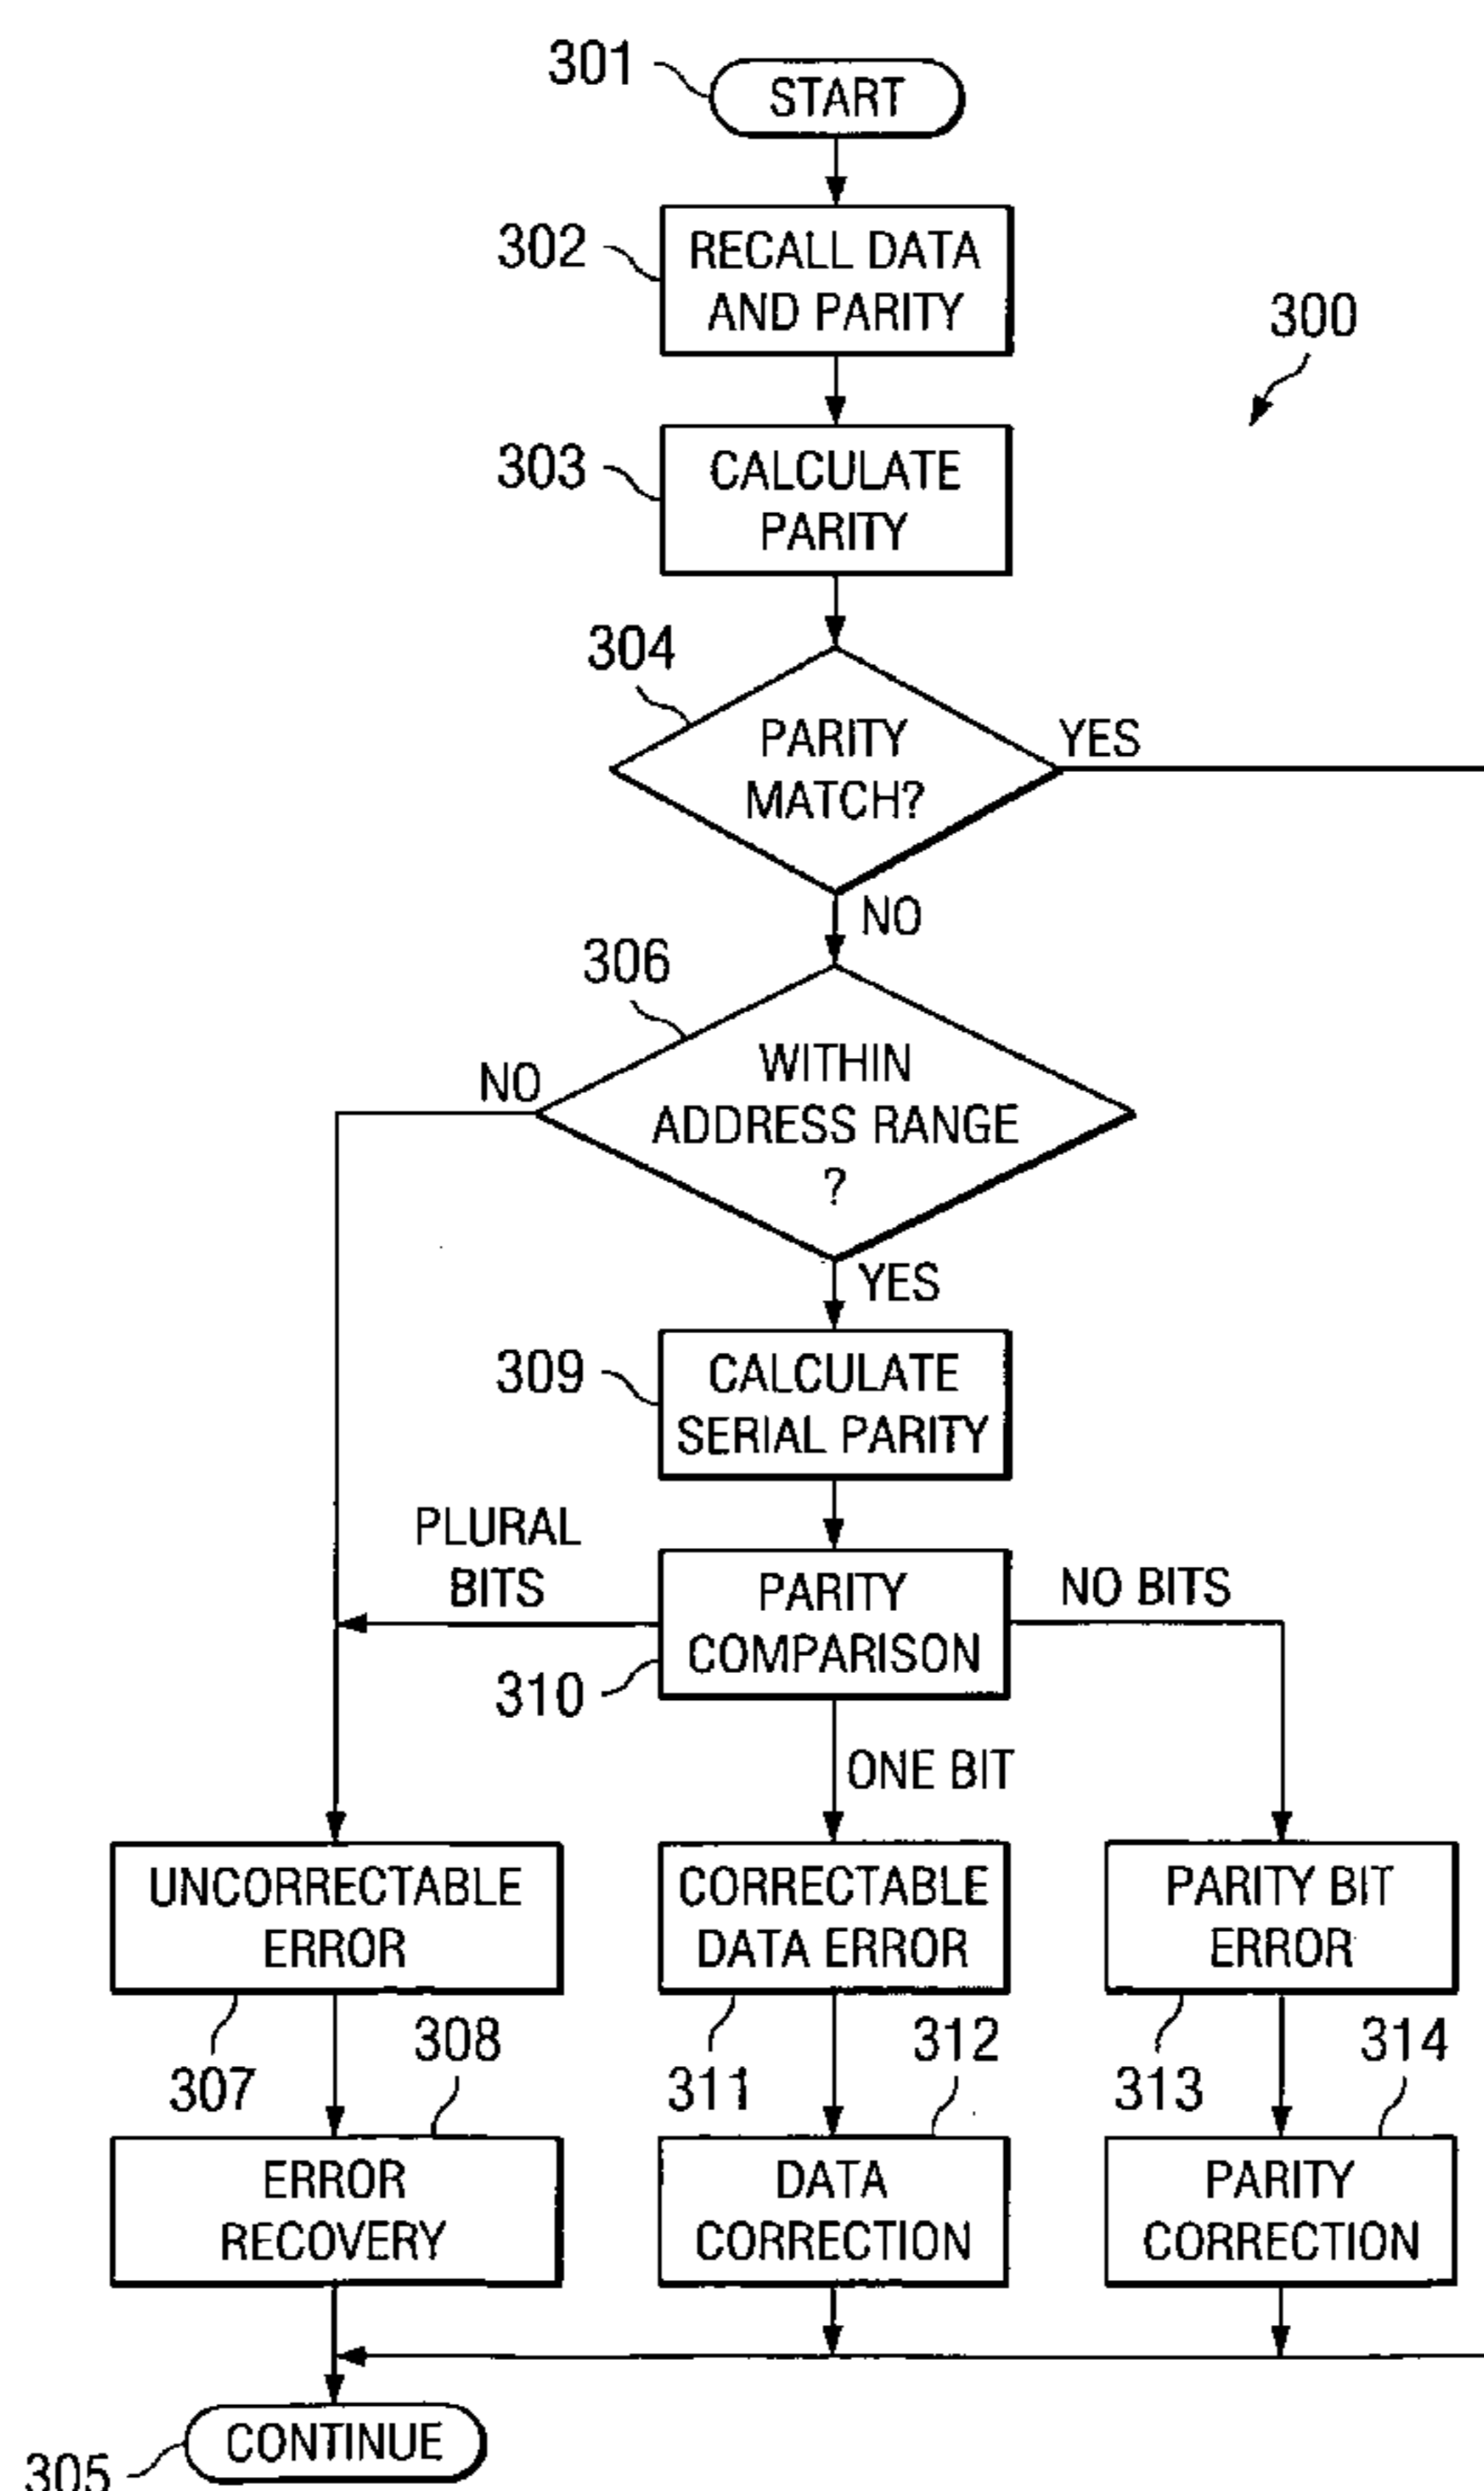 301
START
302
RECALL DATA
AND PARITY
300
303
CALCULATE
PARITY
304
PARITY
MATCH?
YES
NO
306
WITHIN
ADDRESS RANGE
?
NO
YES
309
CALCULATE
SERIAL PARITY
PLURAL
BITS
PARITY
COMPARISON
NO BITS
310
ONE BIT
UNCORRECTABLE
ERROR
CORRECTABLE
DATA ERROR
PARITY BIT
ERROR
307
308
311
312
313
314
ERROR
RECOVERY
DATA
CORRECTION
PARITY
CORRECTION
CONTINUE
305